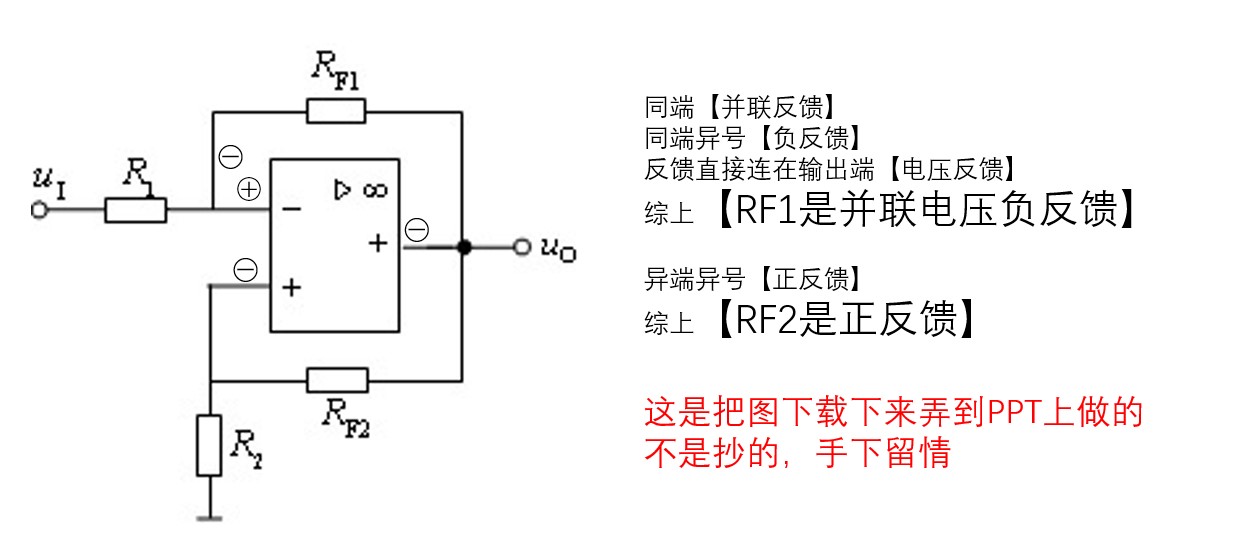 R_F1
同端【并联反馈】
同端异号【负反馈】
反馈直接连在输出端【电压反馈】
综上【RF1是并联电压负反馈】
u_I
R_1
⊖
⊕
− ▷ ∞
+
⊖
u_O
⊖
+
异端异号【正反馈】
综上【RF2是正反馈】
R_F2
R_2
这是把图下载下来弄到PPT上做的
不是抄的，手下留情